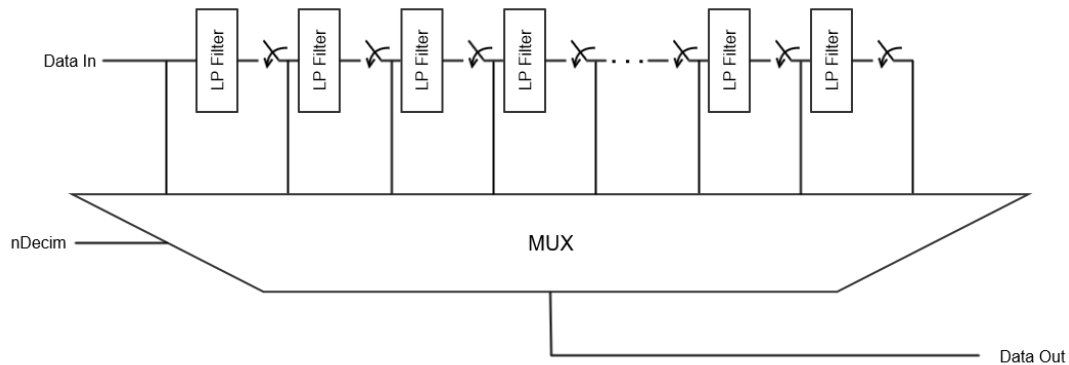 Data In
LP Filter
LP Filter
LP Filter
LP Filter
. . .
LP Filter
LP Filter
nDecim
MUX
Data Out